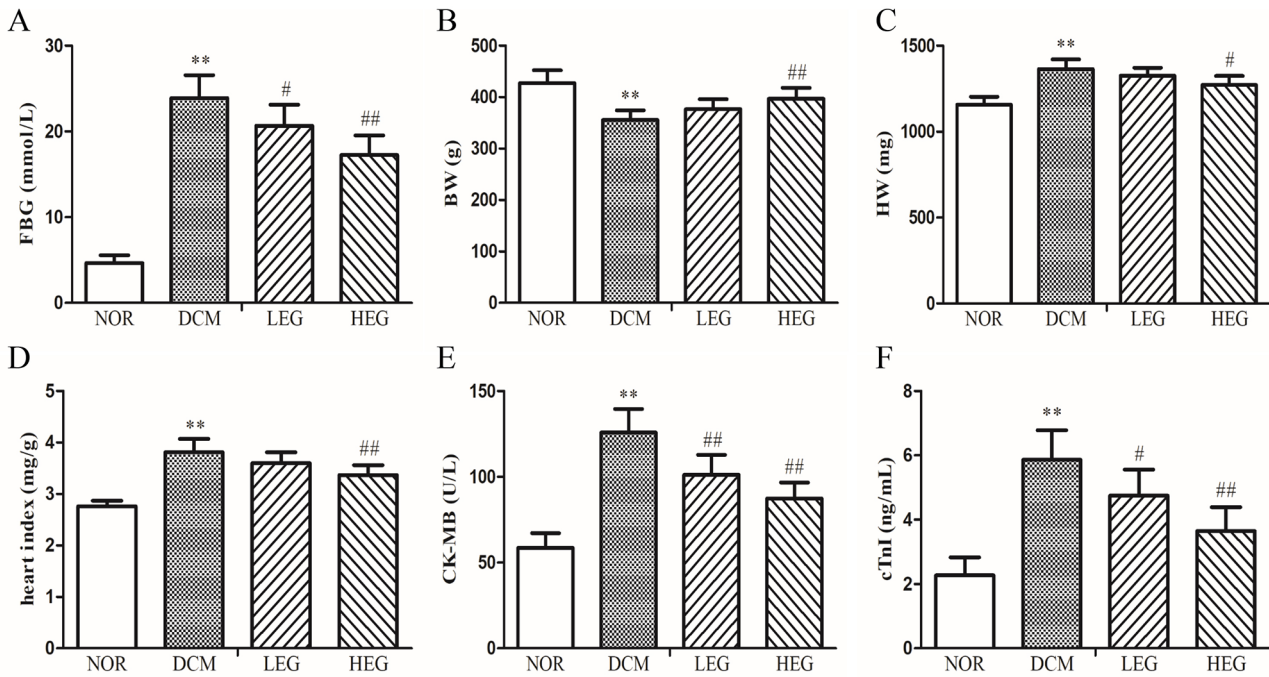 A
FBG (mmol/L)
30
20
10
0
**
#
##
NOR DCM LEG HEG
B
BW (g)
500
400
300
200
100
0
**
##
NOR DCM LEG HEG
C
HW (mg)
1500
1000
500
0
**
#
NOR DCM LEG HEG
D
heart index (mg/g)
5
4
3
2
1
0
**
##
NOR DCM LEG HEG
E
CK-MB (U/L)
150
100
50
0
**
##
##
NOR DCM LEG HEG
F
cTnI (ng/mL)
8
6
4
2
0
**
#
##
NOR DCM LEG HEG